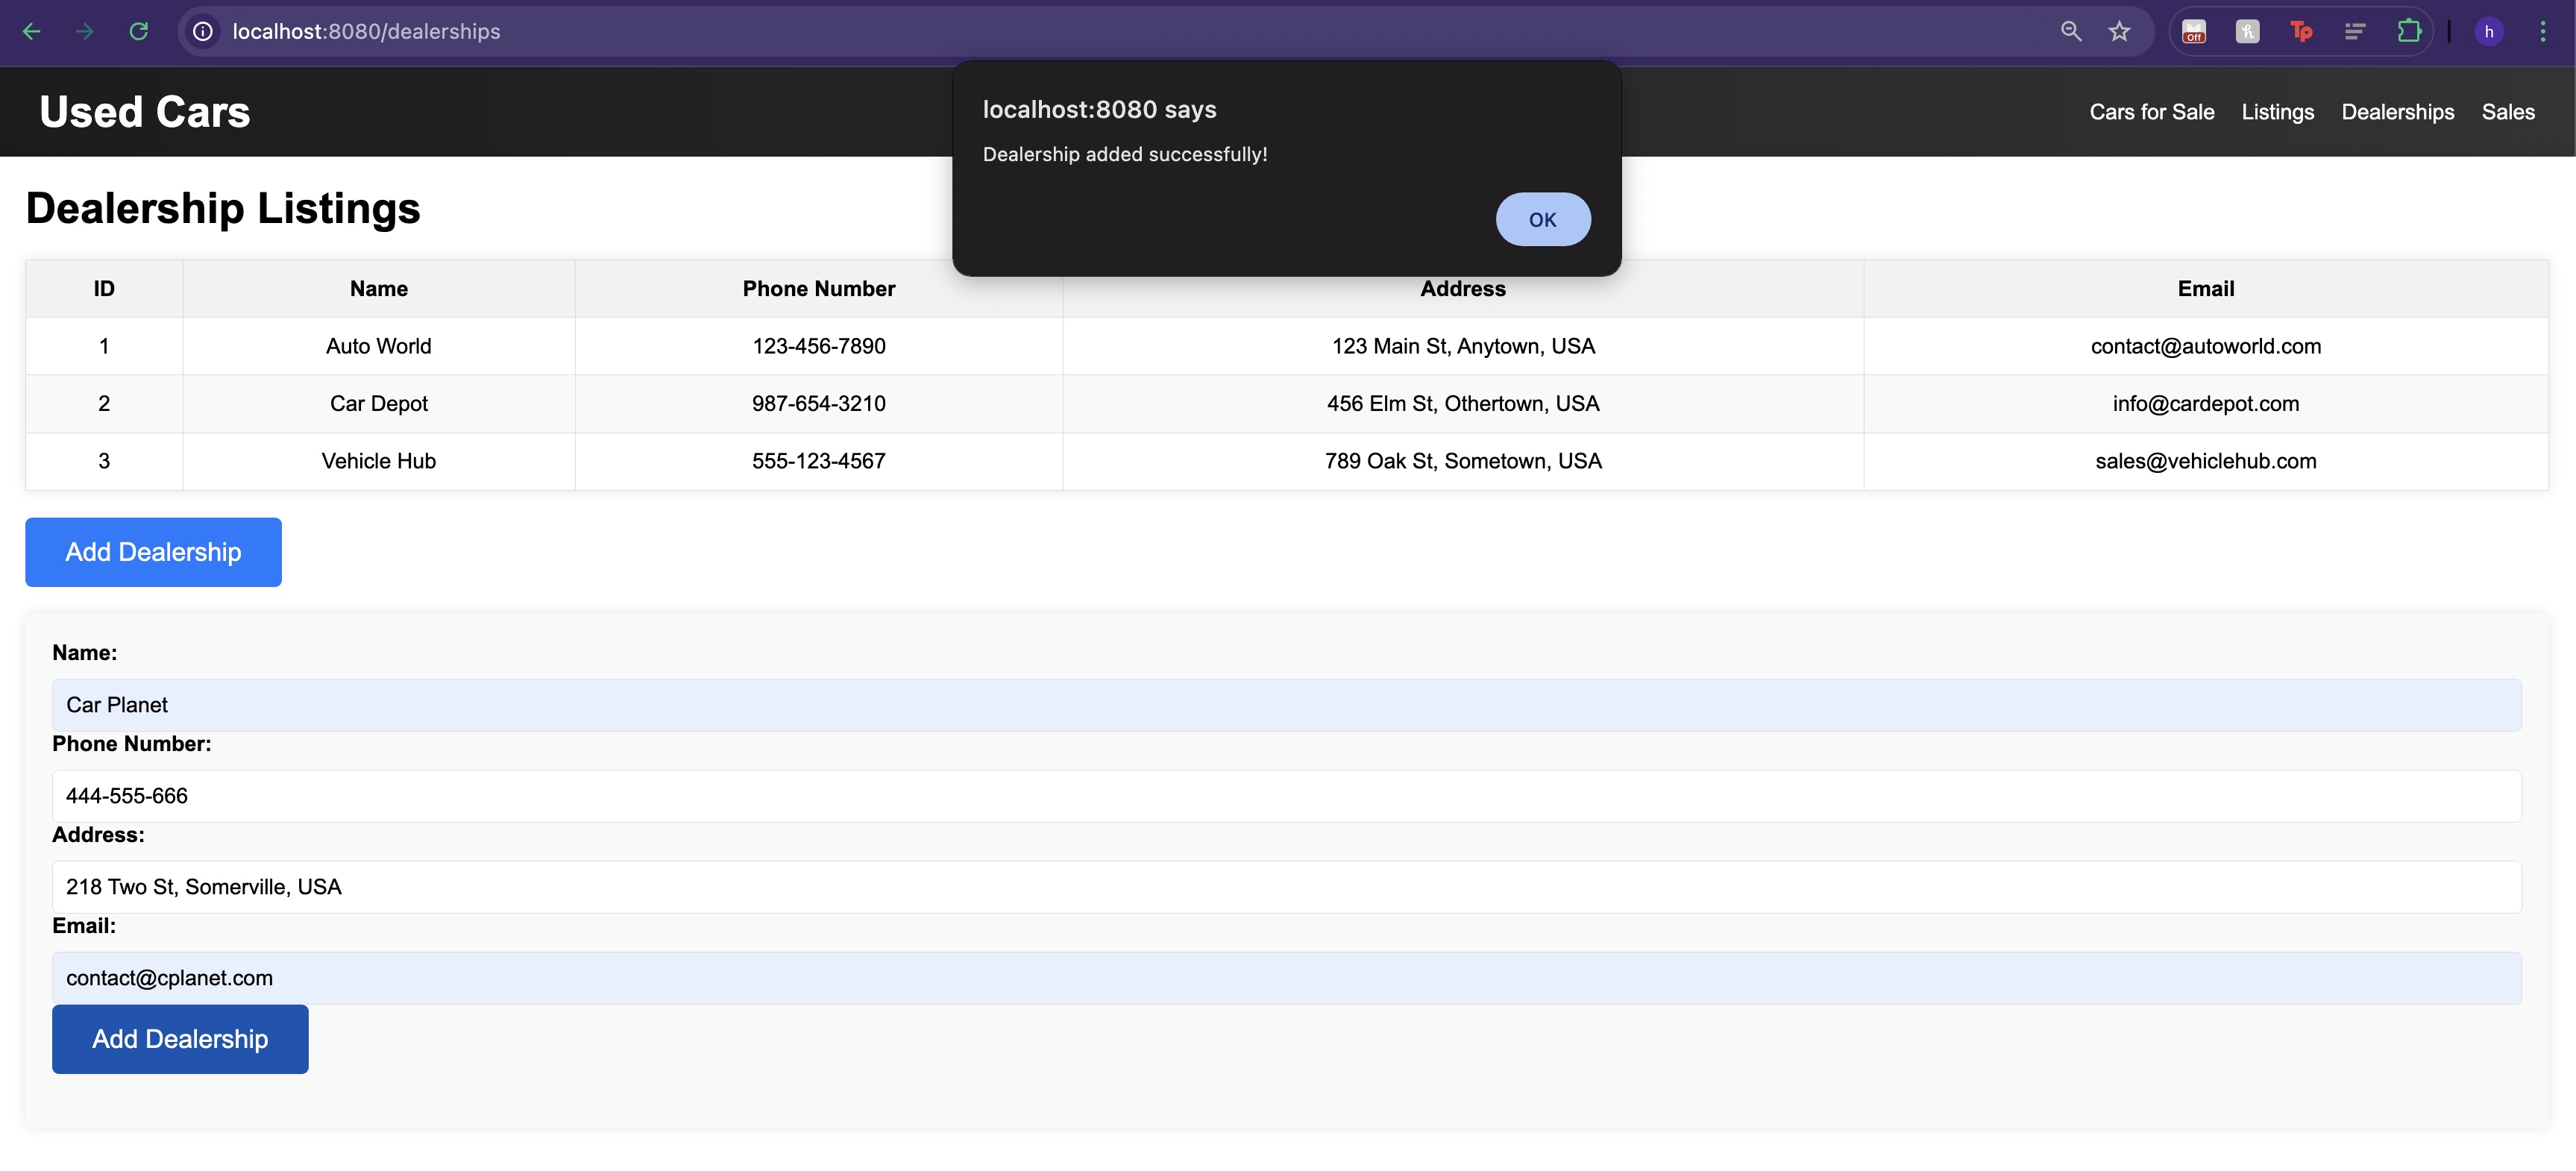 localhost:8080/dealerships
Off
h
Tp
h
Used Cars
Cars for Sale Listings Dealerships Sales
localhost:8080 says
Dealership added successfully!
OK
Dealership Listings
ID Name Phone Number Address Email
1 Auto World 123-456-7890 123 Main St, Anytown, USA contact@autoworld.com
2 Car Depot 987-654-3210 456 Elm St, Othertown, USA info@cardepot.com
3 Vehicle Hub 555-123-4567 789 Oak St, Sometown, USA sales@vehiclehub.com
Add Dealership
Name:
Car Planet
Phone Number:
444-555-666
Address:
218 Two St, Somerville, USA
Email:
contact@cplanet.com
Add Dealership